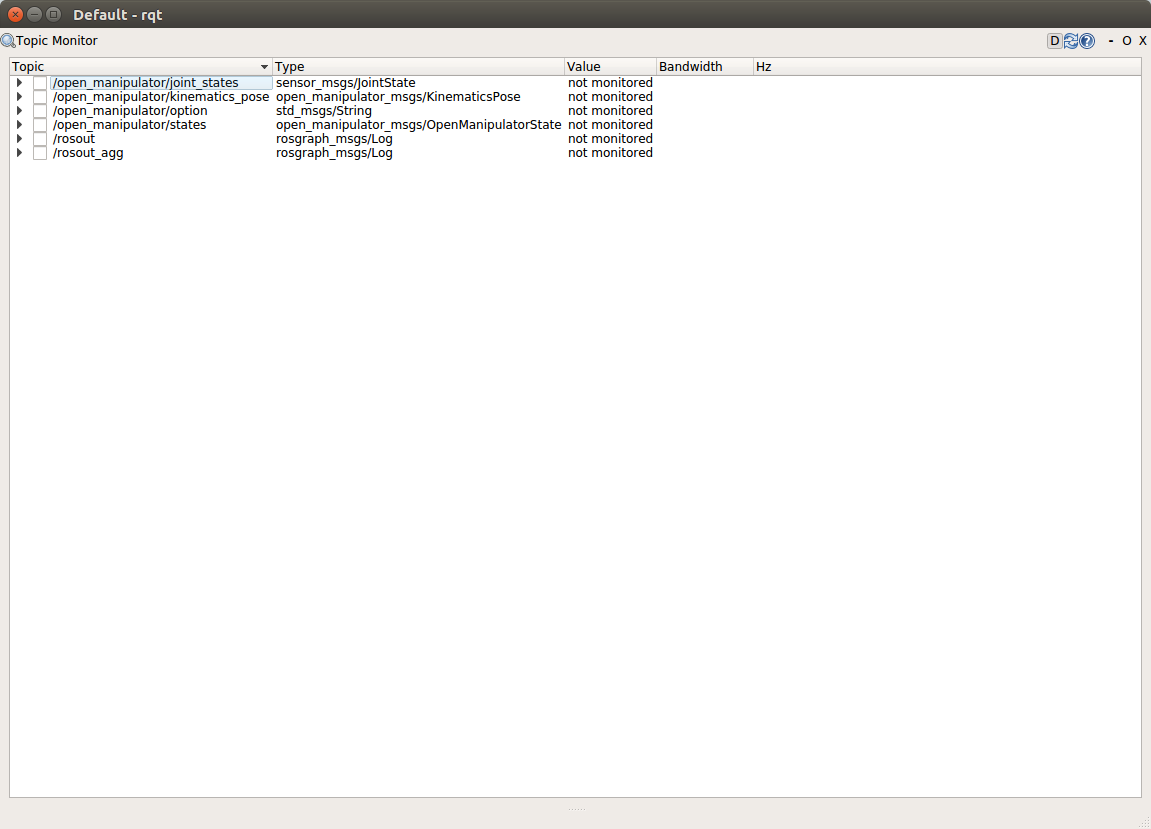 Default - rqt
Topic Monitor D ? - O X
Topic Type Value Bandwidth Hz
/open_manipulator/joint_states sensor_msgs/JointState not monitored
/open_manipulator/kinematics_pose open_manipulator_msgs/KinematicsPose not monitored
/open_manipulator/option std_msgs/String not monitored
/open_manipulator/states open_manipulator_msgs/OpenManipulatorState not monitored
/rosout rosgraph_msgs/Log not monitored
/rosout_agg rosgraph_msgs/Log not monitored